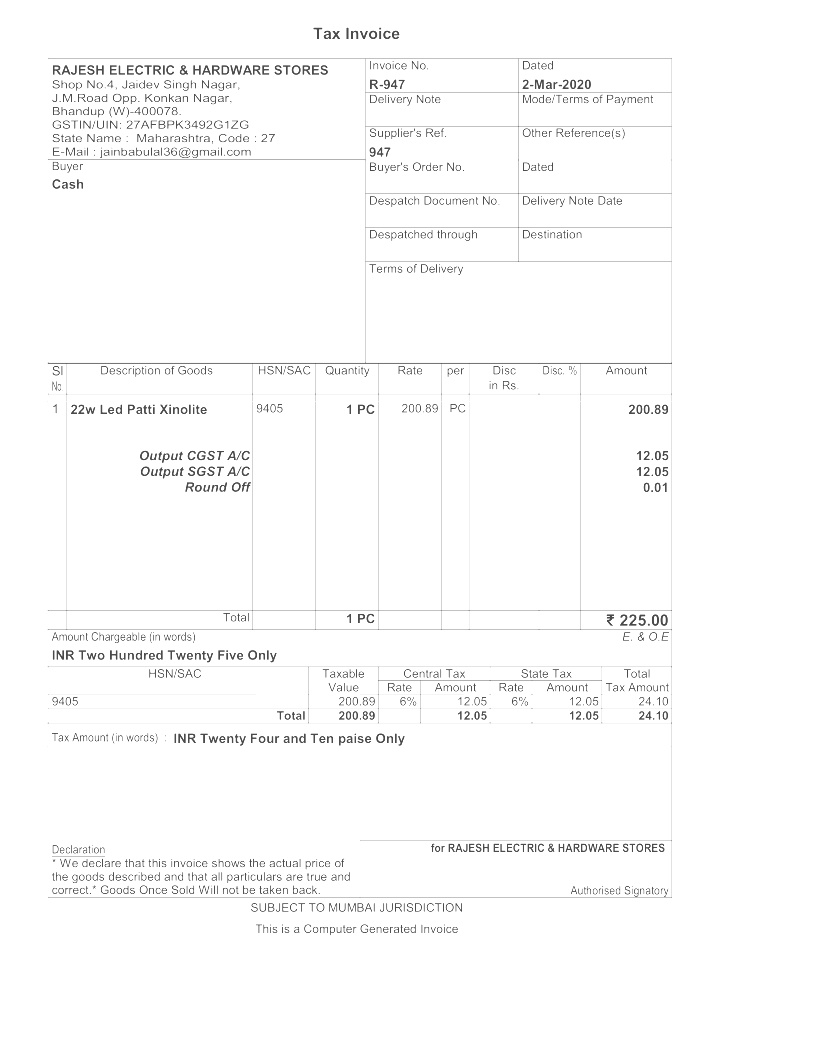 Tax Invoice
RAJESH ELECTRIC & HARDWARE STORES
Shop No.4, Jaidev Singh Nagar,
J.M.Road Opp. Konkan Nagar,
Bhandup (W)-400078.
GSTIN/UIN: 27AFBPK3492G1ZG
State Name : Maharashtra, Code : 27
E-Mail : jainbabulal36@gmail.com
Buyer
Cash
Invoice No. Dated
R-947 2-Mar-2020
Delivery Note Mode/Terms of Payment
Supplier's Ref. Other Reference(s)
947
Buyer's Order No. Dated
Despatch Document No. Delivery Note Date
Despatched through Destination
Terms of Delivery
Sl Description of Goods HSN/SAC Quantity Rate per Disc Disc. % Amount
No. in Rs.
1 22w Led Patti Xinolite 9405 1 PC 200.89 PC 200.89
Output CGST A/C 12.05
Output SGST A/C 12.05
Round Off 0.01
Total 1 PC ₹ 225.00
Amount Chargeable (in words) E. & O.E
INR Two Hundred Twenty Five Only
HSN/SAC Taxable Central Tax State Tax Total
Value Rate Amount Rate Amount Tax Amount
9405 200.89 6% 12.05 6% 12.05 24.10
Total 200.89 12.05 12.05 24.10
Tax Amount (in words) : INR Twenty Four and Ten paise Only
Declaration
* We declare that this invoice shows the actual price of
the goods described and that all particulars are true and
correct.* Goods Once Sold Will not be taken back.
for RAJESH ELECTRIC & HARDWARE STORES
Authorised Signatory
SUBJECT TO MUMBAI JURISDICTION
This is a Computer Generated Invoice